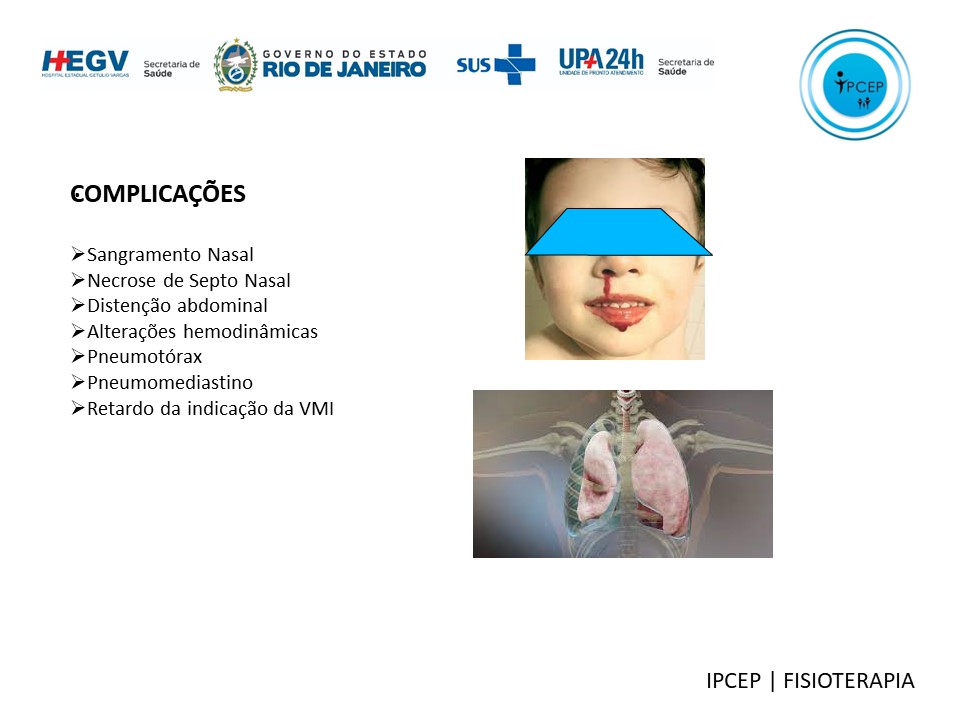 HEGV
HOSPITAL ESTADUAL GETÚLIO VARGAS
Secretaria de
Saúde
GOVERNO DO ESTADO
RIO DE JANEIRO
SUS
UPA 24h
UNIDADE DE PRONTO ATENDIMENTO
Secretaria de
Saúde
IPCEP
COMPLICAÇÕES
Sangramento Nasal
Necrose de Septo Nasal
Distenção abdominal
Alterações hemodinâmicas
Pneumotórax
Pneumomediastino
Retardo da indicação da VMI
IPCEP | FISIOTERAPIA